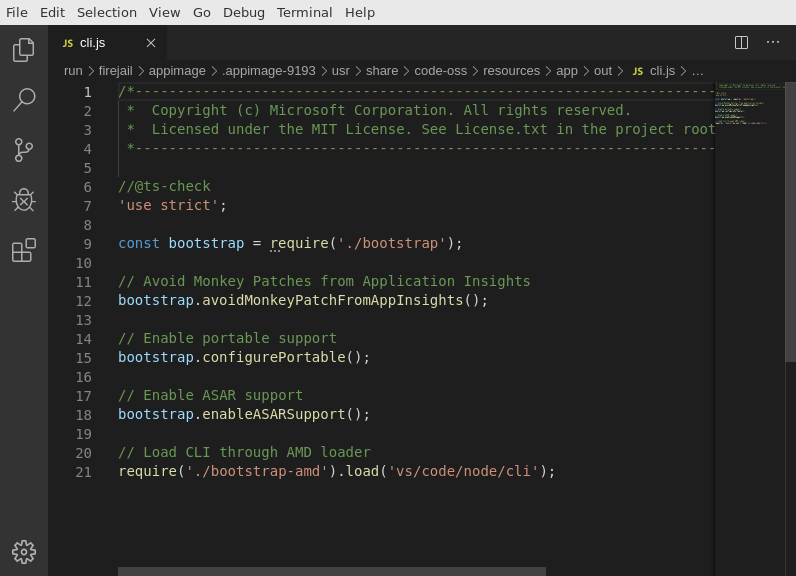 File Edit Selection View Go Debug Terminal Help
JS cli.js
run > firejail > appimage > .appimage-9193 > usr > share > code-oss > resources > app > out > JS cli.js > ...
1 /*-----------------------------------------------------------------------
2  *  Copyright (c) Microsoft Corporation. All rights reserved.
3  *  Licensed under the MIT License. See License.txt in the project root
4  *-----------------------------------------------------------------------
5
6 //@ts-check
7 'use strict';
8
9 const bootstrap = require('./bootstrap');
10
11 // Avoid Monkey Patches from Application Insights
12 bootstrap.avoidMonkeyPatchFromAppInsights();
13
14 // Enable portable support
15 bootstrap.configurePortable();
16
17 // Enable ASAR support
18 bootstrap.enableASARSupport();
19
20 // Load CLI through AMD loader
21 require('./bootstrap-amd').load('vs/code/node/cli');